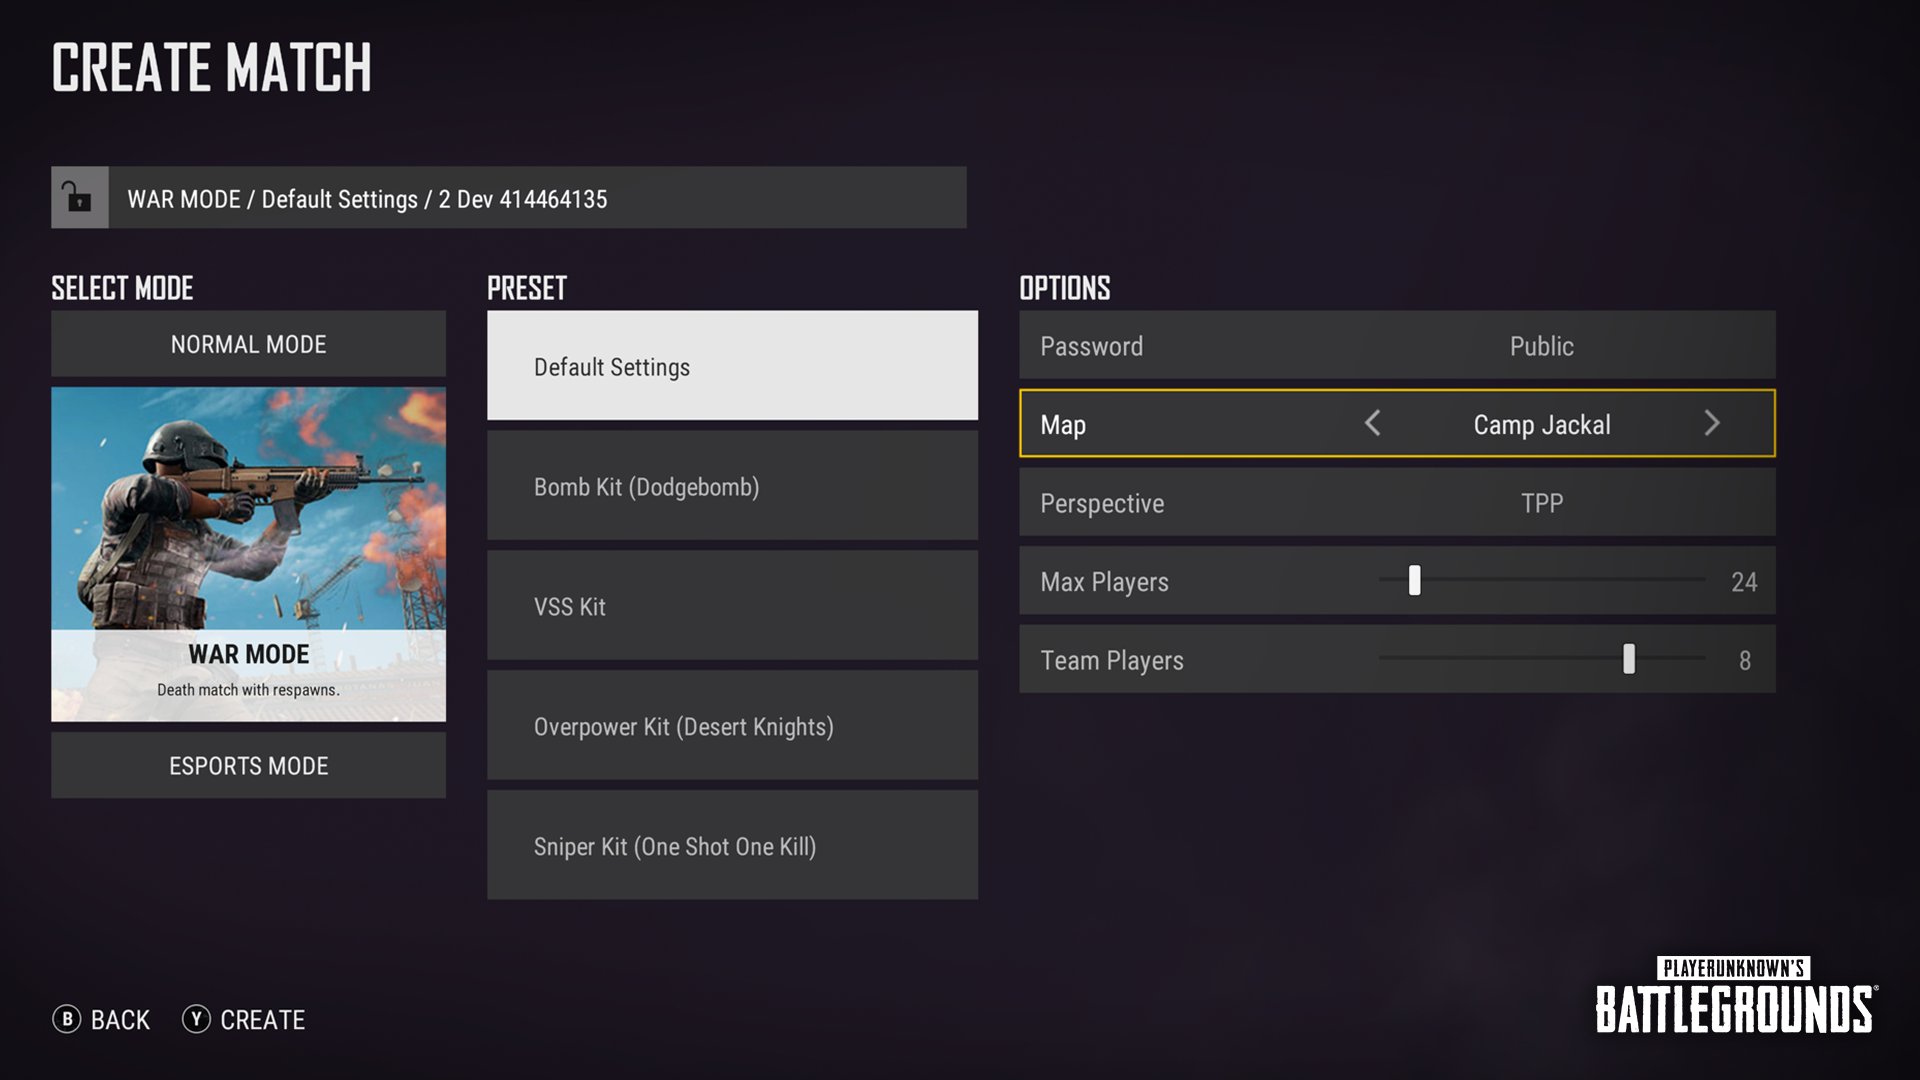 CREATE MATCH
WAR MODE / Default Settings / 2 Dev 414464135
SELECT MODE
NORMAL MODE
WAR MODE
Death match with respawns.
ESPORTS MODE
PRESET
Default Settings
Bomb Kit (Dodgebomb)
VSS Kit
Overpower Kit (Desert Knights)
Sniper Kit (One Shot One Kill)
OPTIONS
Password Public
Map Camp Jackal
Perspective TPP
Max Players 24
Team Players 8
B BACK Y CREATE
PLAYERUNKNOWN'S
BATTLEGROUNDS®